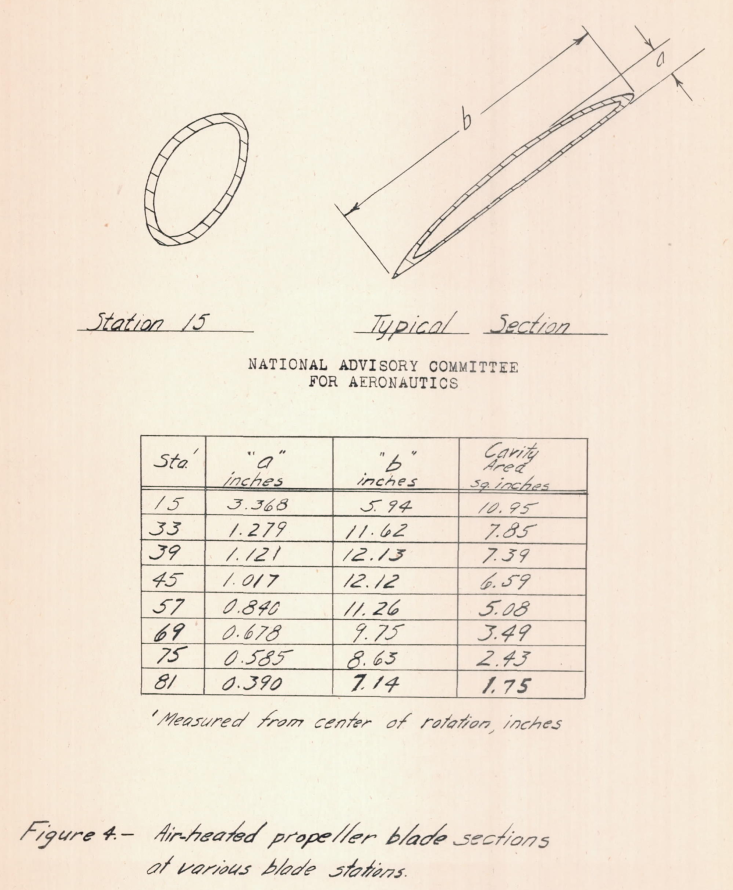 a
b
Station 15
Typical Section
NATIONAL ADVISORY COMMITTEE
FOR AERONAUTICS
Sta.' "a" inches "b" inches Cavity Area sq. inches
15 3.368 5.94 10.95
33 1.279 11.62 7.85
39 1.121 12.13 7.39
45 1.017 12.12 6.59
57 0.840 11.26 5.08
69 0.678 9.75 3.49
75 0.585 8.63 2.43
81 0.390 7.14 1.75
' Measured from center of rotation, inches
Figure 4.- Air-heated propeller blade sections
at various blade stations.